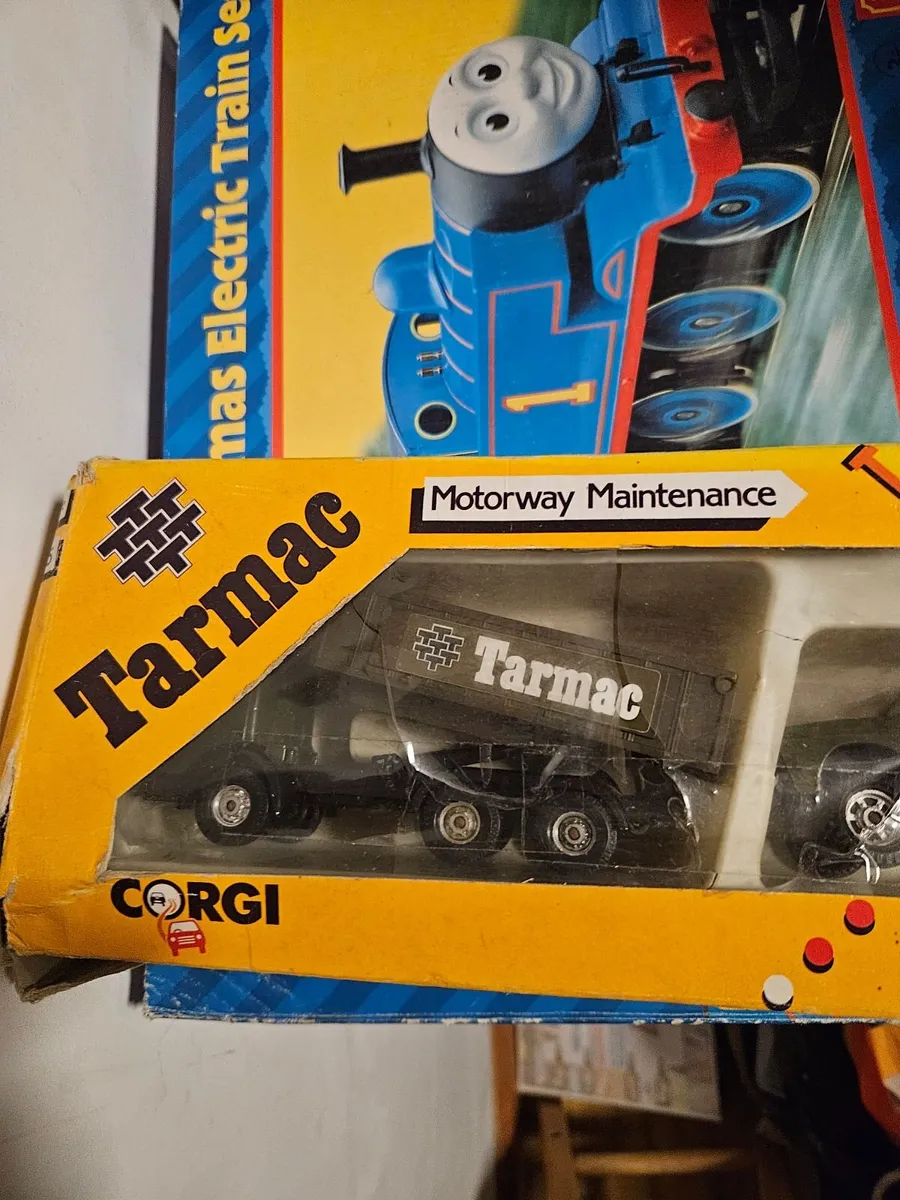 mas Electric Train Se
1
Motorway Maintenance
Tarmac
Tarmac
CORGI